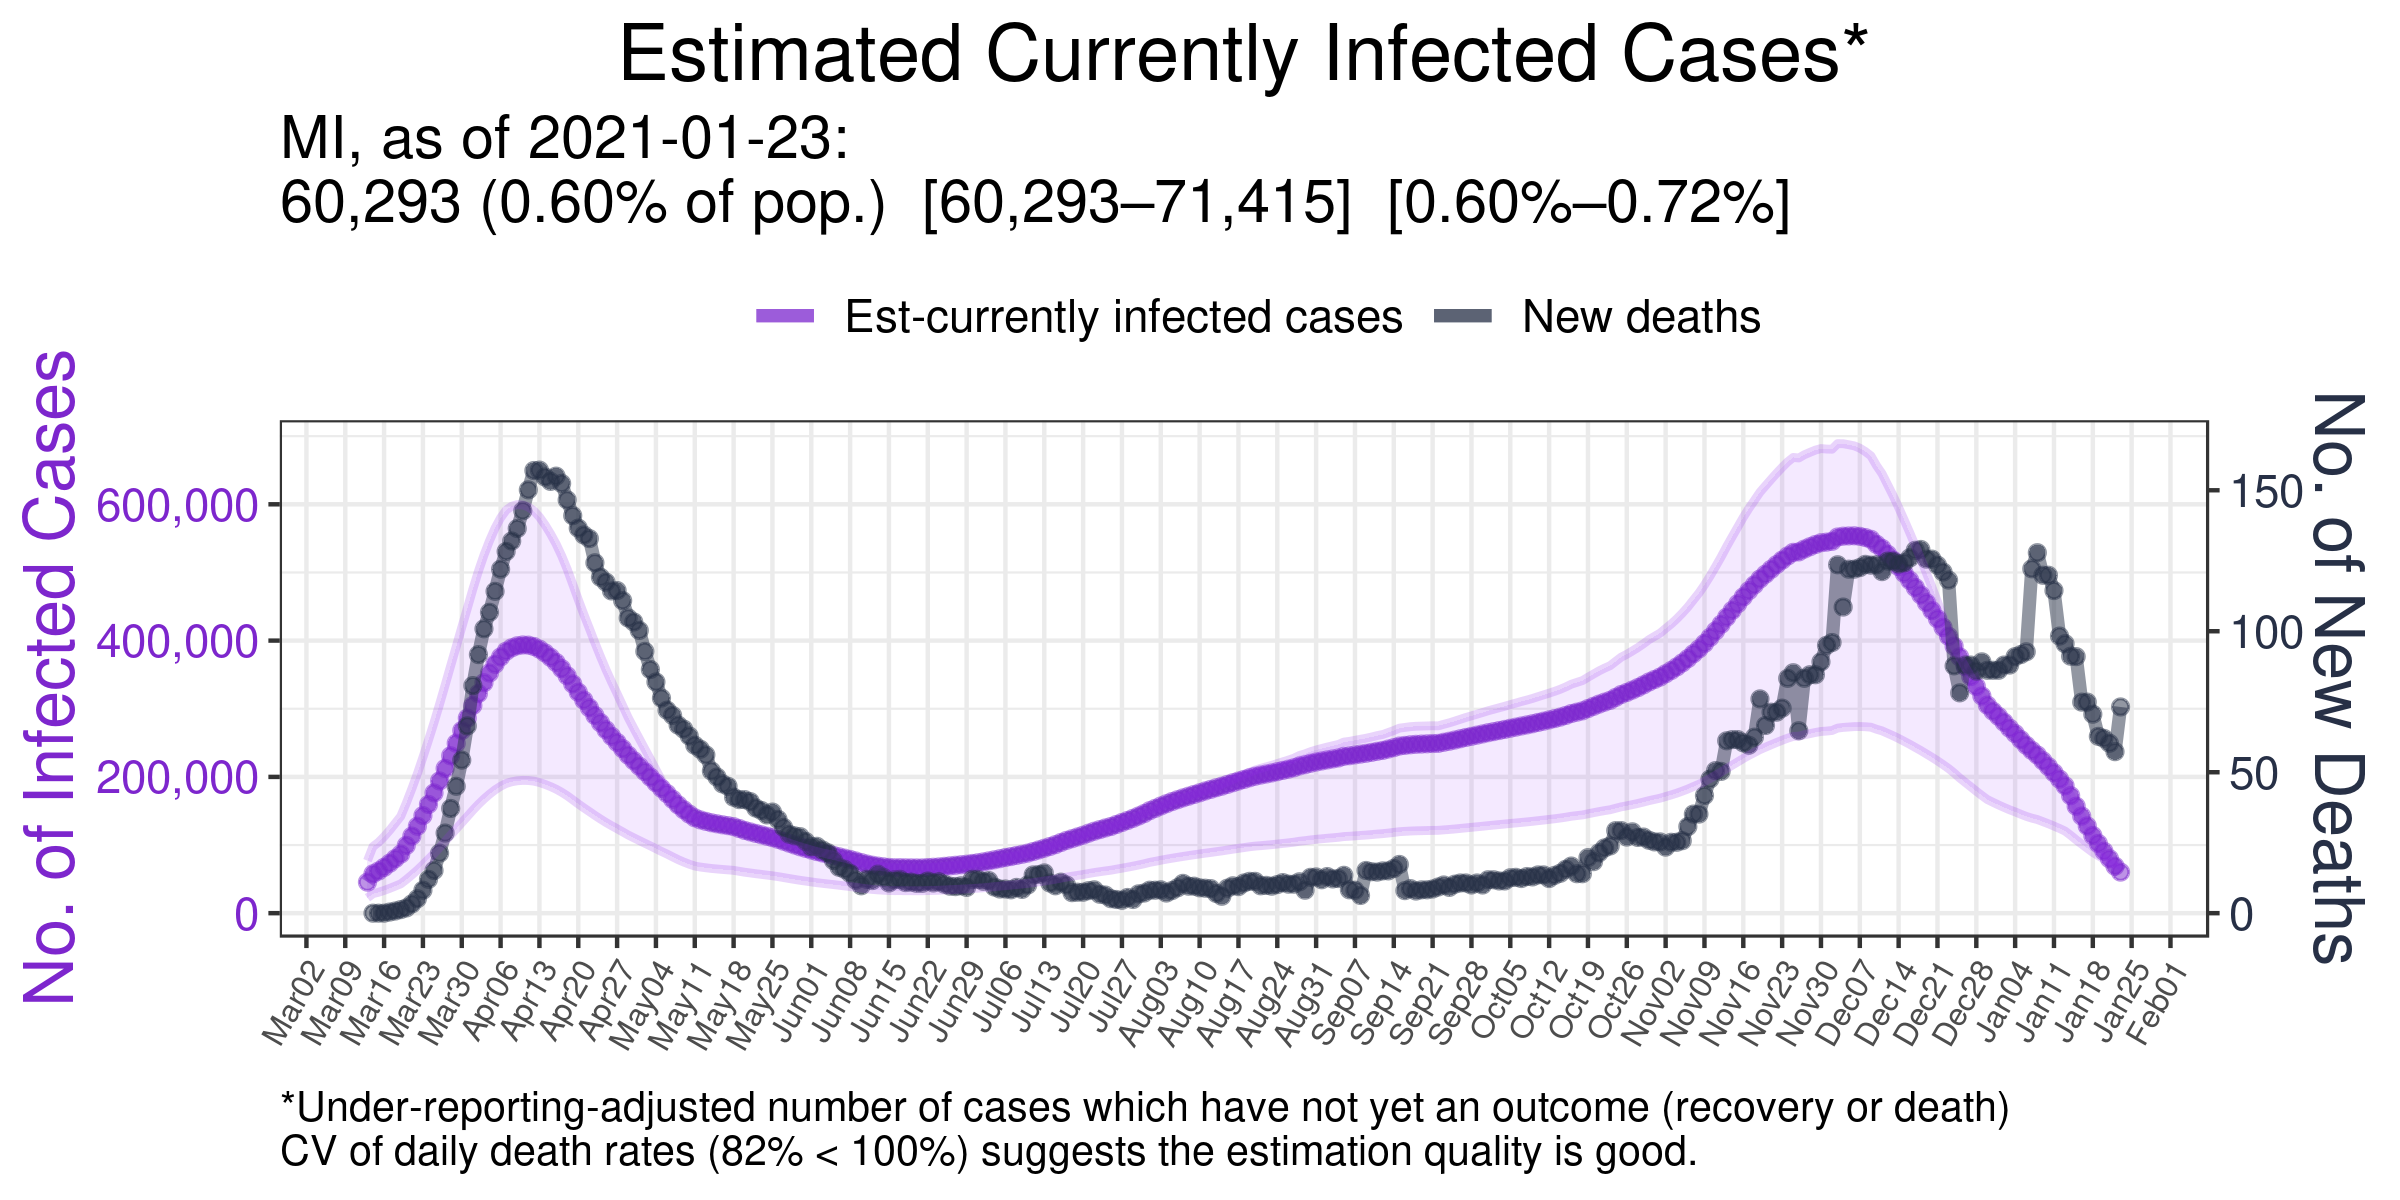 Estimated Currently Infected Cases*
MI, as of 2021-01-23:
60,293 (0.60% of pop.)  [60,293–71,415]  [0.60%–0.72%]
Est-currently infected cases
New deaths
No. of Infected Cases
600,000
400,000
200,000
0
No. of New Deaths
150
100
50
0
Mar02
Mar09
Mar16
Mar23
Mar30
Apr06
Apr13
Apr20
Apr27
May04
May11
May18
May25
Jun01
Jun08
Jun15
Jun22
Jun29
Jul06
Jul13
Jul20
Jul27
Aug03
Aug10
Aug17
Aug24
Aug31
Sep07
Sep14
Sep21
Sep28
Oct05
Oct12
Oct19
Oct26
Nov02
Nov09
Nov16
Nov23
Nov30
Dec07
Dec14
Dec21
Dec28
Jan04
Jan11
Jan18
Jan25
Feb01
*Under-reporting-adjusted number of cases which have not yet an outcome (recovery or death)
CV of daily death rates (82% < 100%) suggests the estimation quality is good.